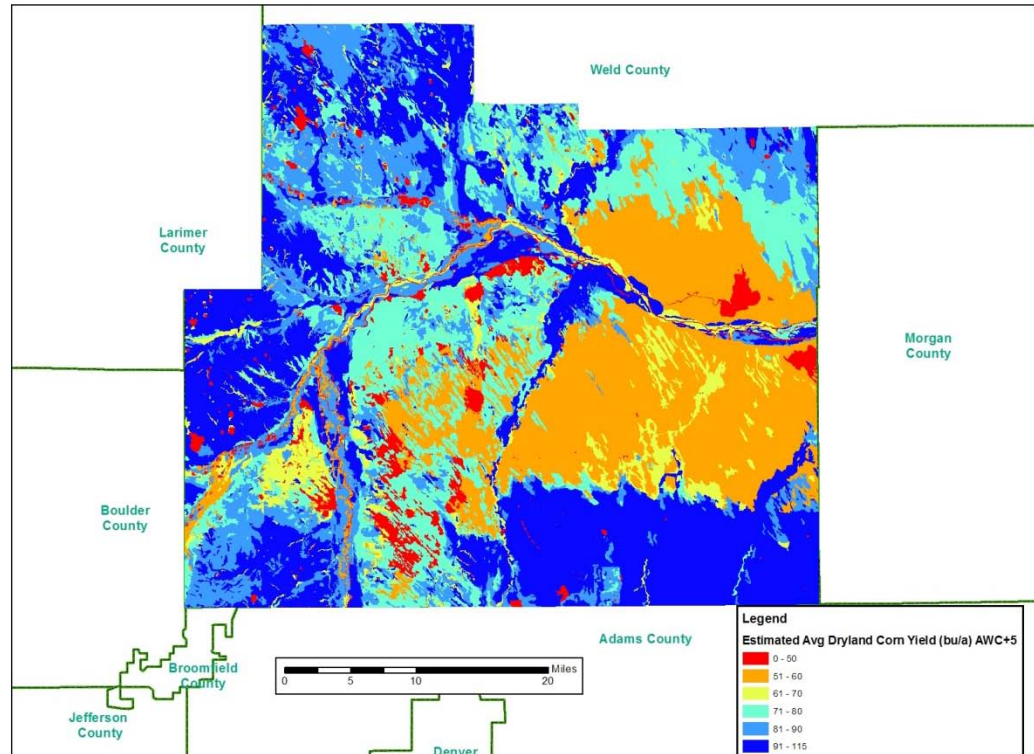 Weld County
Larimer
County
Morgan
County
Boulder
County
Adams County
Broomfield
County
Jefferson
County
Denver
Miles
0 5 10 20
Legend
Estimated Avg Dryland Corn Yield (bu/a) AWC+5
0 - 50
51 - 60
61 - 70
71 - 80
81 - 90
91 - 115